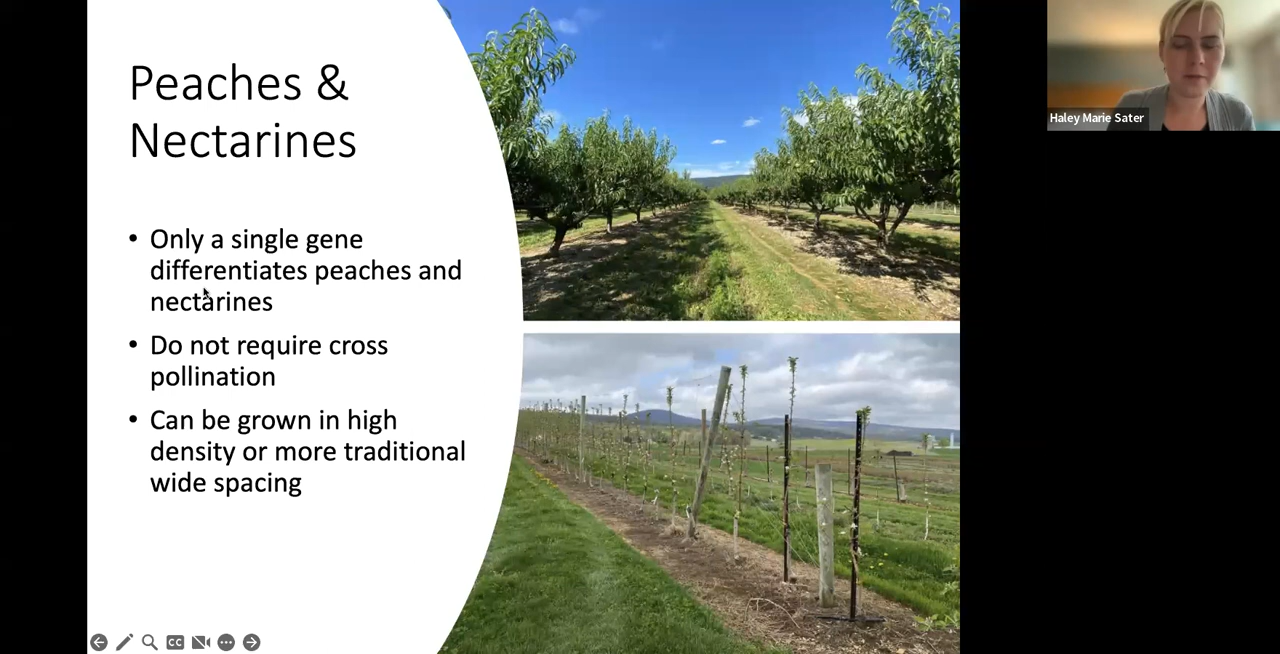 Peaches &
Nectarines
• Only a single gene
differentiates peaches and
nectarines
• Do not require cross
pollination
• Can be grown in high
density or more traditional
wide spacing
Haley Marie Sater
CC